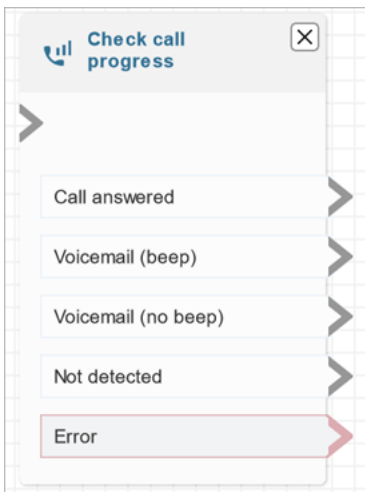 Check call
progress
Call answered
Voicemail (beep)
Voicemail (no beep)
Not detected
Error